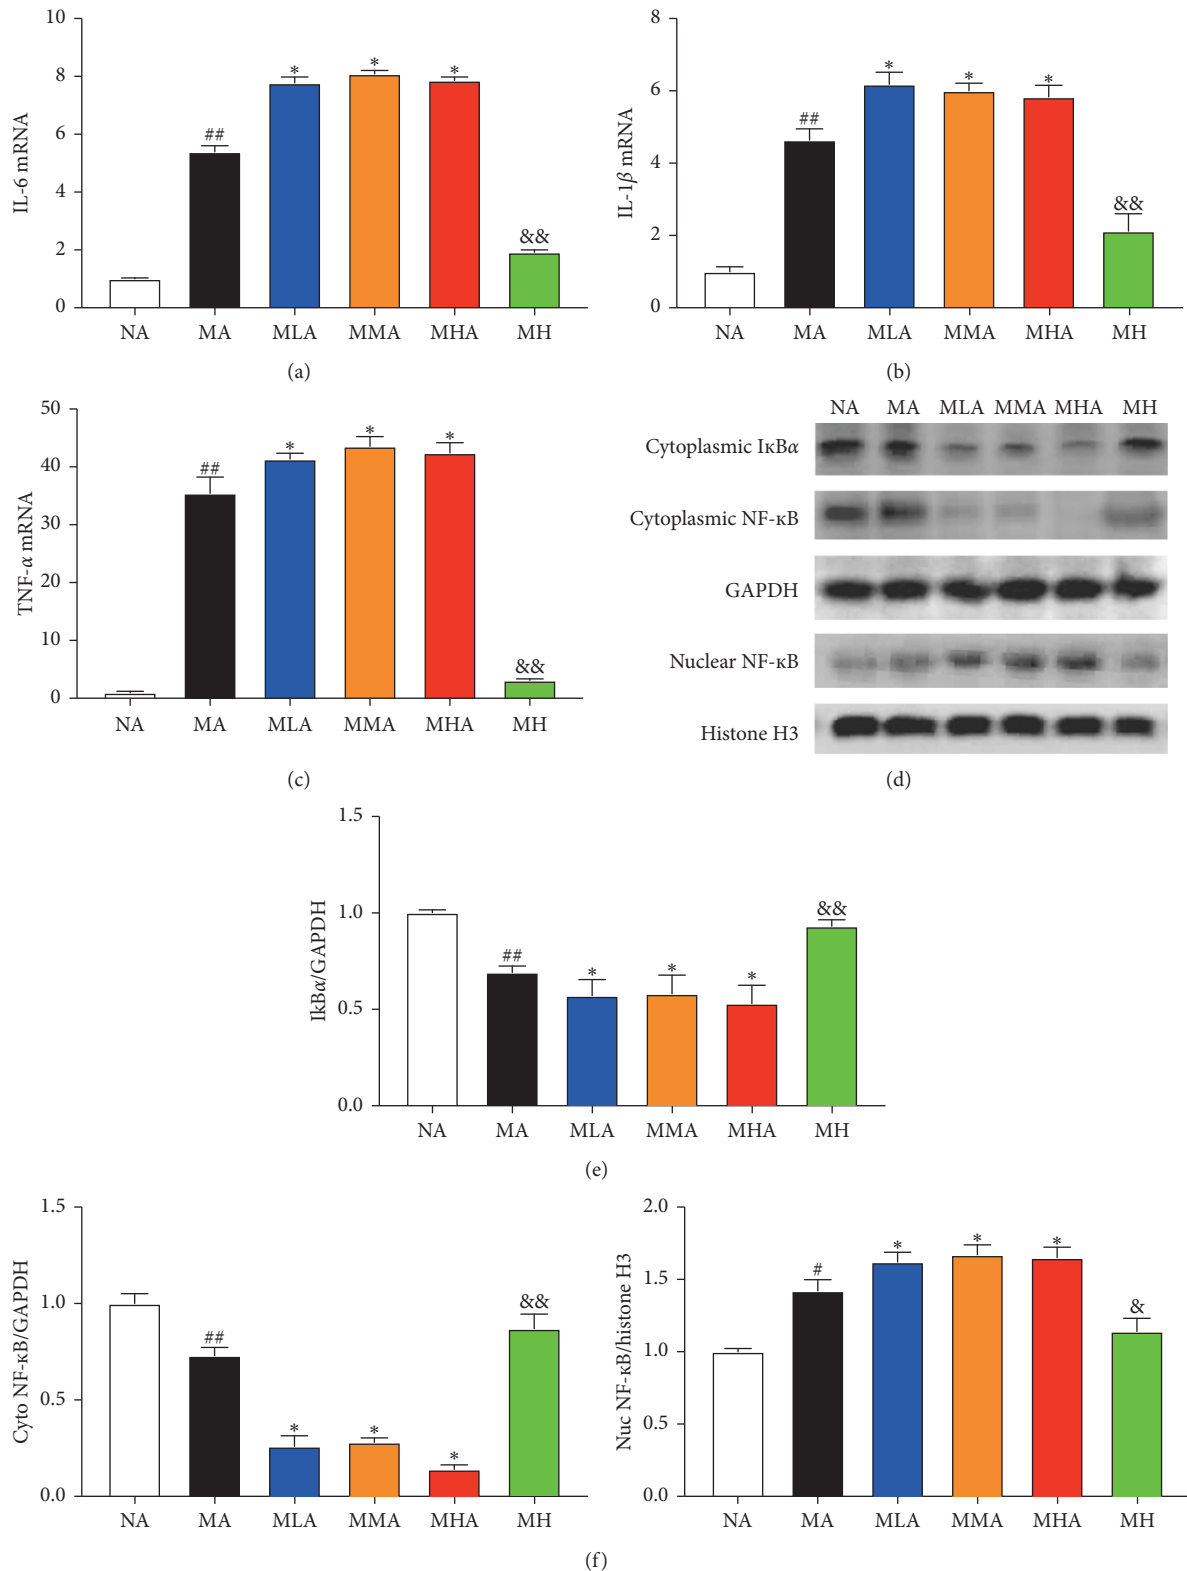 IL-6 mRNA
10
8
6
4
2
0
##
*
*
*
&&
NA MA MLA MMA MHA MH
(a)
IL-1β mRNA
8
6
4
2
0
##
*
*
*
&&
NA MA MLA MMA MHA MH
(b)
TNF-α mRNA
50
40
30
20
10
0
##
*
*
*
&&
NA MA MLA MMA MHA MH
(c)
NA MA MLA MMA MHA MH
Cytoplasmic IκBα
Cytoplasmic NF-κB
GAPDH
Nuclear NF-κB
Histone H3
(d)
IkBα/GAPDH
1.5
1.0
0.5
0.0
##
*
*
*
&&
NA MA MLA MMA MHA MH
(e)
Cyto NF-κB/GAPDH
1.5
1.0
0.5
0.0
##
*
*
*
&&
NA MA MLA MMA MHA MH
Nuc NF-κB/histone H3
2.0
1.5
1.0
0.5
0.0
#
*
*
*
&
NA MA MLA MMA MHA MH
(f)